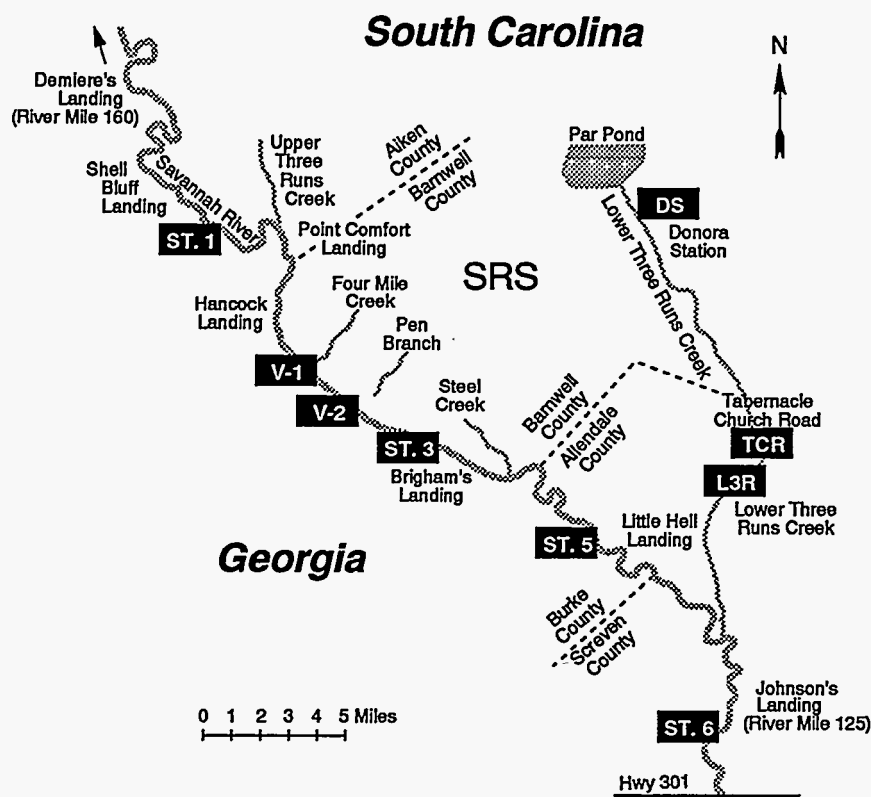 South Carolina
N
Demiere's
Landing
(River Mile 160)
Upper
Three
Runs
Creek
Aiken
County
Barnwell
County
Par Pond
Shell
Bluff
Landing
Savannah River
ST. 1
DS
Donora
Station
Point Comfort
Landing
Lower Three Runs Creek
SRS
Hancock
Landing
Four Mile
Creek
Pen
Branch
V-1
V-2
Steel
Creek
Barnwell
County
Allendale
County
Tabernacle
Church Road
TCR
ST. 3
Brigham's
Landing
L3R
Lower Three
Runs Creek
Little Hell
Landing
ST. 5
Georgia
Burke
County
Screven
County
Johnson's
Landing
(River Mile 125)
0 1 2 3 4 5 Miles
ST. 6
Hwy 301